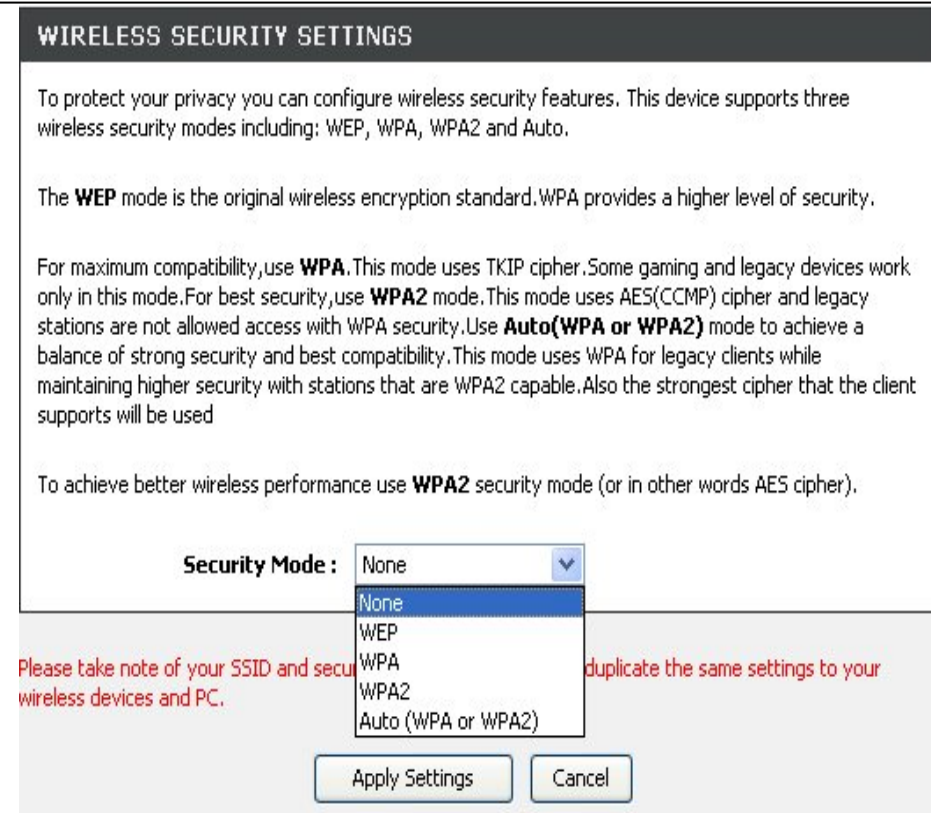 WIRELESS SECURITY SETTINGS
To protect your privacy you can configure wireless security features. This device supports three
wireless security modes including: WEP, WPA, WPA2 and Auto.
The WEP mode is the original wireless encryption standard.WPA provides a higher level of security.
For maximum compatibility,use WPA.This mode uses TKIP cipher.Some gaming and legacy devices work
only in this mode.For best security,use WPA2 mode.This mode uses AES(CCMP) cipher and legacy
stations are not allowed access with WPA security.Use Auto(WPA or WPA2) mode to achieve a
balance of strong security and best compatibility.This mode uses WPA for legacy clients while
maintaining higher security with stations that are WPA2 capable.Also the strongest cipher that the client
supports will be used
To achieve better wireless performance use WPA2 security mode (or in other words AES cipher).
Security Mode : None
None
WEP
WPA
WPA2
Auto (WPA or WPA2)
Please take note of your SSID and secu duplicate the same settings to your
wireless devices and PC.
Apply Settings Cancel